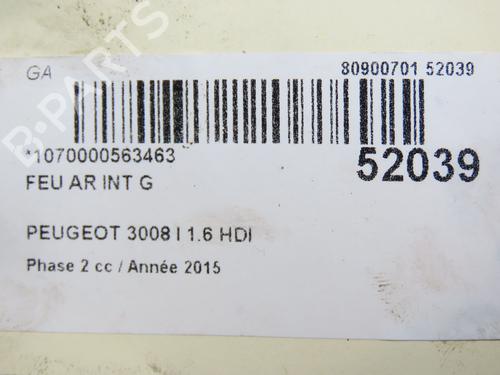 GA
80900701 52039
*1070000563463
52039
FEU AR INT G
PEUGEOT 3008 I 1.6 HDI
Phase 2 cc / Année 2015
B-PARTS